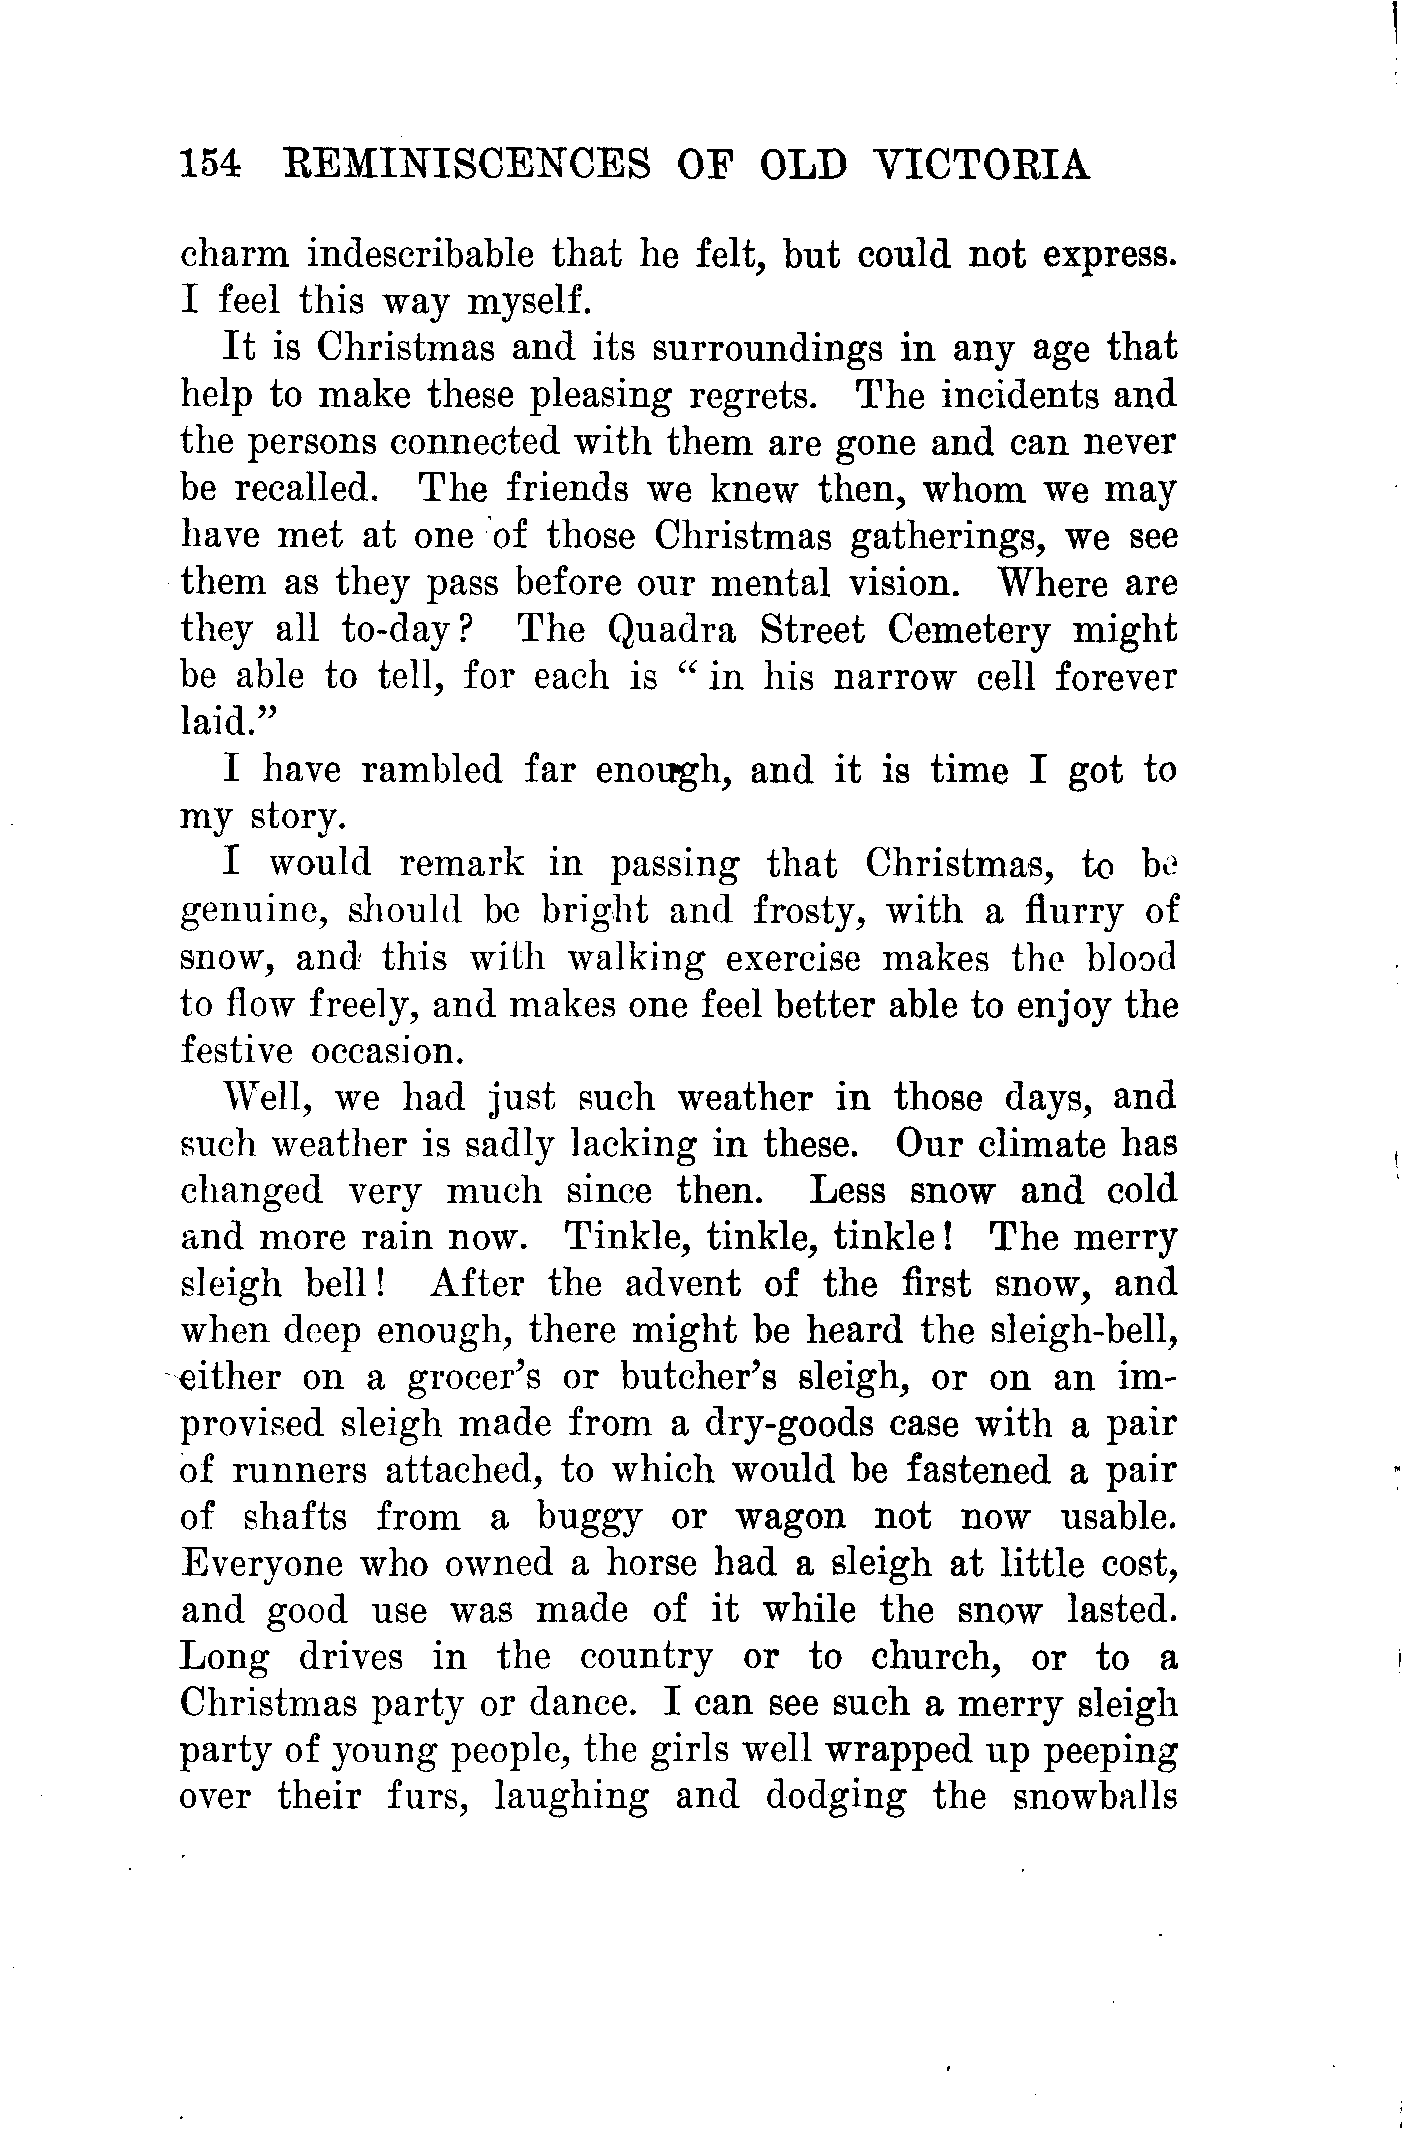 154 REMINISCENCES OF OLD VICTORIA
charm indescribable that he felt, but could not express.
I feel this way myself.
It is Christmas and its surroundings in any age that
help to make these pleasing regrets. The incidents and
the persons connected with them are gone and can never
be recalled. The friends we knew then, whom we may
have met at one of those Christmas gatherings, we see
them as they pass before our mental vision. Where are
they all to-day? The Quadra Street Cemetery might
be able to tell, for each is “in his narrow cell forever
laid.”
I have rambled far enough, and it is time I got to
my story.
I would remark in passing that Christmas, to be
genuine, should be bright and frosty, with a flurry of
snow, and this with walking exercise makes the blood
to flow freely, and makes one feel better able to enjoy the
festive occasion.
Well, we had just such weather in those days, and
such weather is sadly lacking in these. Our climate has
changed very much since then. Less snow and cold
and more rain now. Tinkle, tinkle, tinkle! The merry
sleigh bell! After the advent of the first snow, and
when deep enough, there might be heard the sleigh-bell,
either on a grocer's or butcher's sleigh, or on an im-
provised sleigh made from a dry-goods case with a pair
of runners attached, to which would be fastened a pair
of shafts from a buggy or wagon not now usable.
Everyone who owned a horse had a sleigh at little cost,
and good use was made of it while the snow lasted.
Long drives in the country or to church, or to a
Christmas party or dance. I can see such a merry sleigh
party of young people, the girls well wrapped up peeping
over their furs, laughing and dodging the snowballs